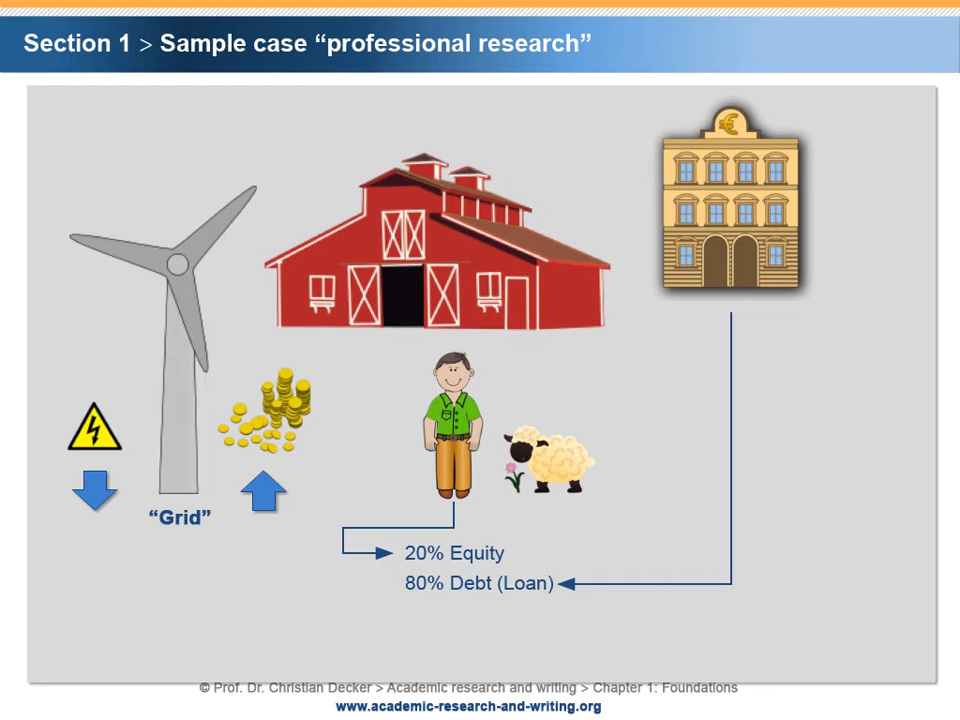 Section 1 > Sample case “professional research”
€
“Grid”
20% Equity
80% Debt (Loan)
© Prof. Dr. Christian Decker > Academic research and writing > Chapter 1: Foundations
www.academic-research-and-writing.org